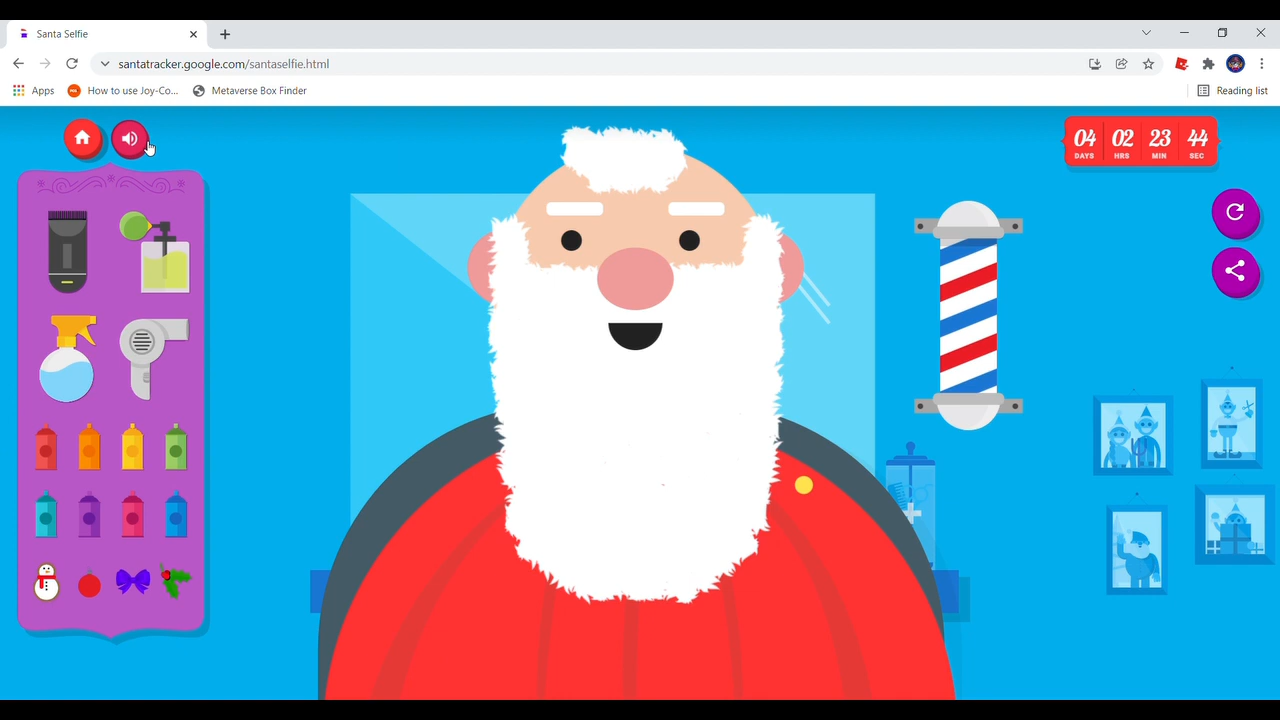 Santa Selfie
santatracker.google.com/santaselfie.html
Apps
How to use Joy-Co...
Metaverse Box Finder
Reading list
04 02 23 44
DAYS HRS MIN SEC